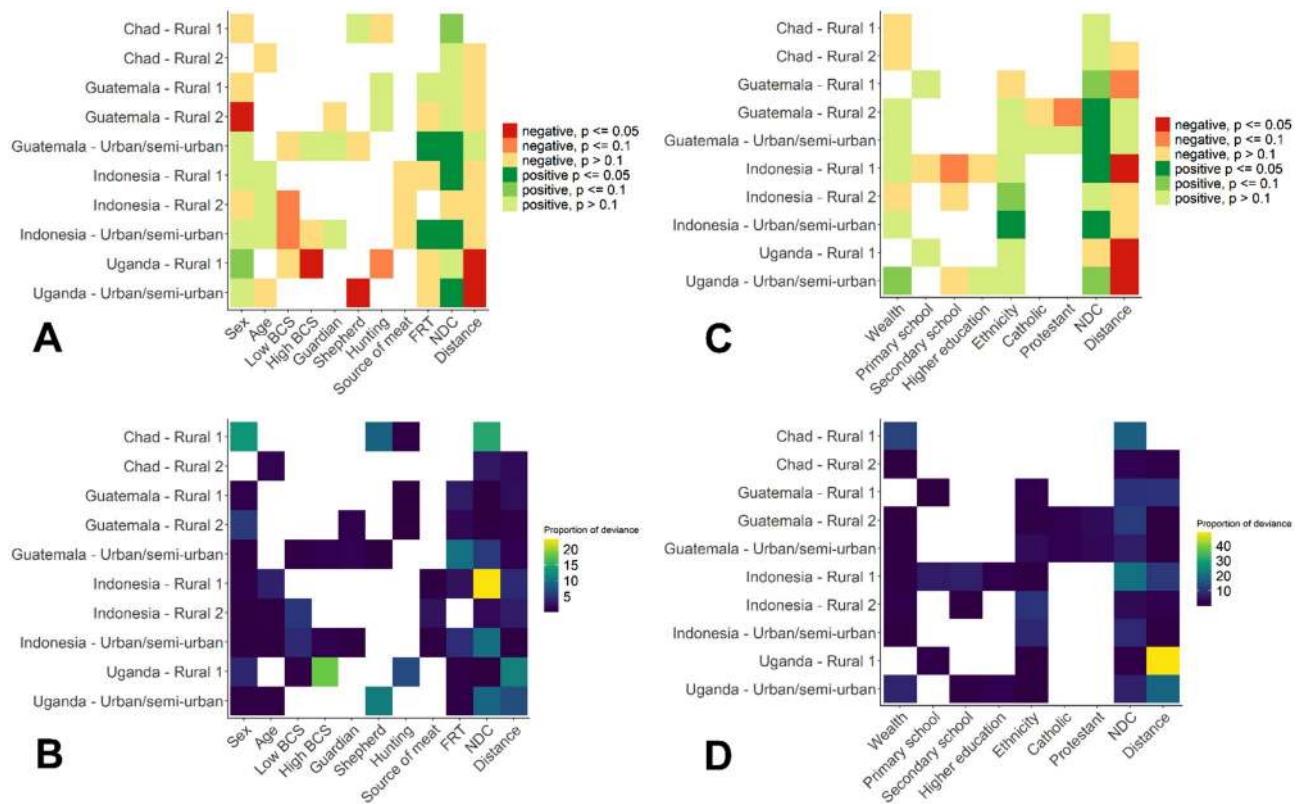 Chad - Rural 1
Chad - Rural 2
Guatemala - Rural 1
Guatemala - Rural 2
Guatemala - Urban/semi-urban
Indonesia - Rural 1
Indonesia - Rural 2
Indonesia - Urban/semi-urban
Uganda - Rural 1
Uganda - Urban/semi-urban
negative, p <= 0.05
negative, p <= 0.1
negative, p > 0.1
positive p <= 0.05
positive, p <= 0.1
positive, p > 0.1
Sex
Age
Low BCS
High BCS
Guardian
Shepherd
Hunting
Source of meat
FRT
NDC
Distance
A
Chad - Rural 1
Chad - Rural 2
Guatemala - Rural 1
Guatemala - Rural 2
Guatemala - Urban/semi-urban
Indonesia - Rural 1
Indonesia - Rural 2
Indonesia - Urban/semi-urban
Uganda - Rural 1
Uganda - Urban/semi-urban
negative, p <= 0.05
negative, p <= 0.1
negative, p > 0.1
positive p <= 0.05
positive, p <= 0.1
positive, p > 0.1
Wealth
Primary school
Secondary school
Higher education
Ethnicity
Catholic
Protestant
NDC
Distance
C
Chad - Rural 1
Chad - Rural 2
Guatemala - Rural 1
Guatemala - Rural 2
Guatemala - Urban/semi-urban
Indonesia - Rural 1
Indonesia - Rural 2
Indonesia - Urban/semi-urban
Uganda - Rural 1
Uganda - Urban/semi-urban
Proportion of deviance
20
15
10
5
Sex
Age
Low BCS
High BCS
Guardian
Shepherd
Hunting
Source of meat
FRT
NDC
Distance
B
Chad - Rural 1
Chad - Rural 2
Guatemala - Rural 1
Guatemala - Rural 2
Guatemala - Urban/semi-urban
Indonesia - Rural 1
Indonesia - Rural 2
Indonesia - Urban/semi-urban
Uganda - Rural 1
Uganda - Urban/semi-urban
Proportion of deviance
40
30
20
10
Wealth
Primary school
Secondary school
Higher education
Ethnicity
Catholic
Protestant
NDC
Distance
D